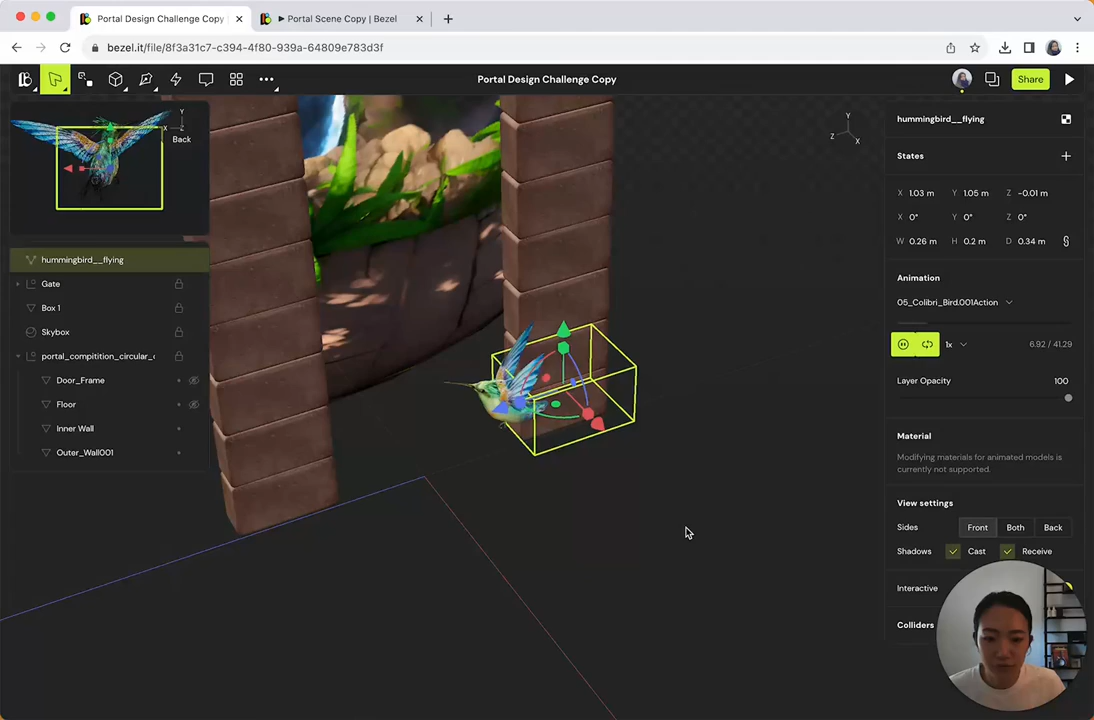 Portal Design Challenge Copy
Portal Scene Copy | Bezel
bezel.it/file/8f3a31c7-c394-4f80-939a-64809e783d3f
Portal Design Challenge Copy
Share
Y
X
Back
hummingbird__flying
Gate
Box 1
Skybox
portal_compitition_circular_c
Door_Frame
Floor
Inner Wall
Outer_Wall001
Y
Z
X
hummingbird__flying
States
X 1.03 m Y 1.05 m Z -0.01 m
X 0° Y 0° Z 0°
W 0.26 m H 0.2 m D 0.34 m
Animation
05_Colibri_Bird.001Action
1x 6.92 / 41.29
Layer Opacity 100
Material
Modifying materials for animated models is
currently not supported.
View settings
Sides Front Both Back
Shadows Cast Receive
Interactive
Colliders